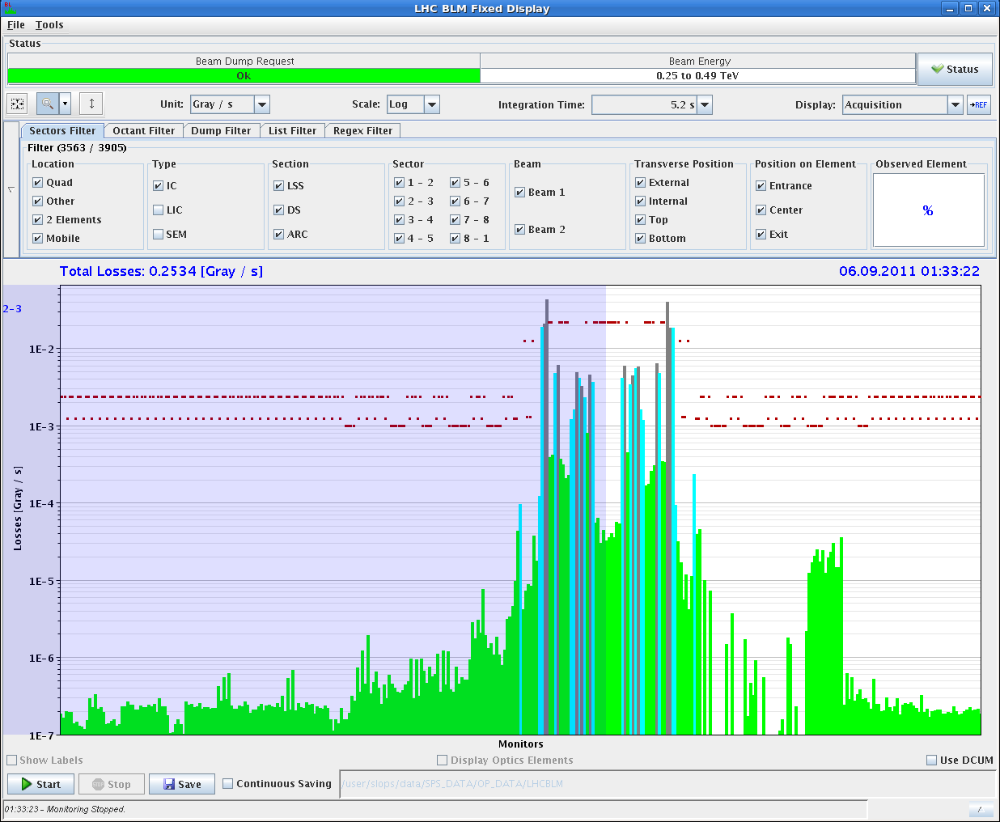 LHC BLM Fixed Display
File Tools
Status
Beam Dump Request Beam Energy
Ok 0.25 to 0.49 TeV
Status
Unit: Gray / s Scale: Log Integration Time: 5.2 s Display: Acquisition →REF
Sectors Filter Octant Filter Dump Filter List Filter Regex Filter
Filter (3563 / 3905)
Location Type Section Sector Beam Transverse Position Position on Element Observed Element
Quad IC LSS 1 - 2 5 - 6 Beam 1 External Entrance
Other LIC DS 2 - 3 6 - 7 Internal Center %
2 Elements SEM ARC 3 - 4 7 - 8 Beam 2 Top Exit
Mobile 4 - 5 8 - 1 Bottom
Total Losses: 0.2534 [Gray / s] 06.09.2011 01:33:22
2-3
1E-2
1E-3
1E-4
1E-5
1E-6
1E-7
Losses [Gray / s]
Monitors
Show Labels Display Optics Elements Use DCUM
Start STOP Stop Save Continuous Saving /user/slops/data/SPS_DATA/OP_DATA/LHCBLM
01:33:23 - Monitoring Stopped.